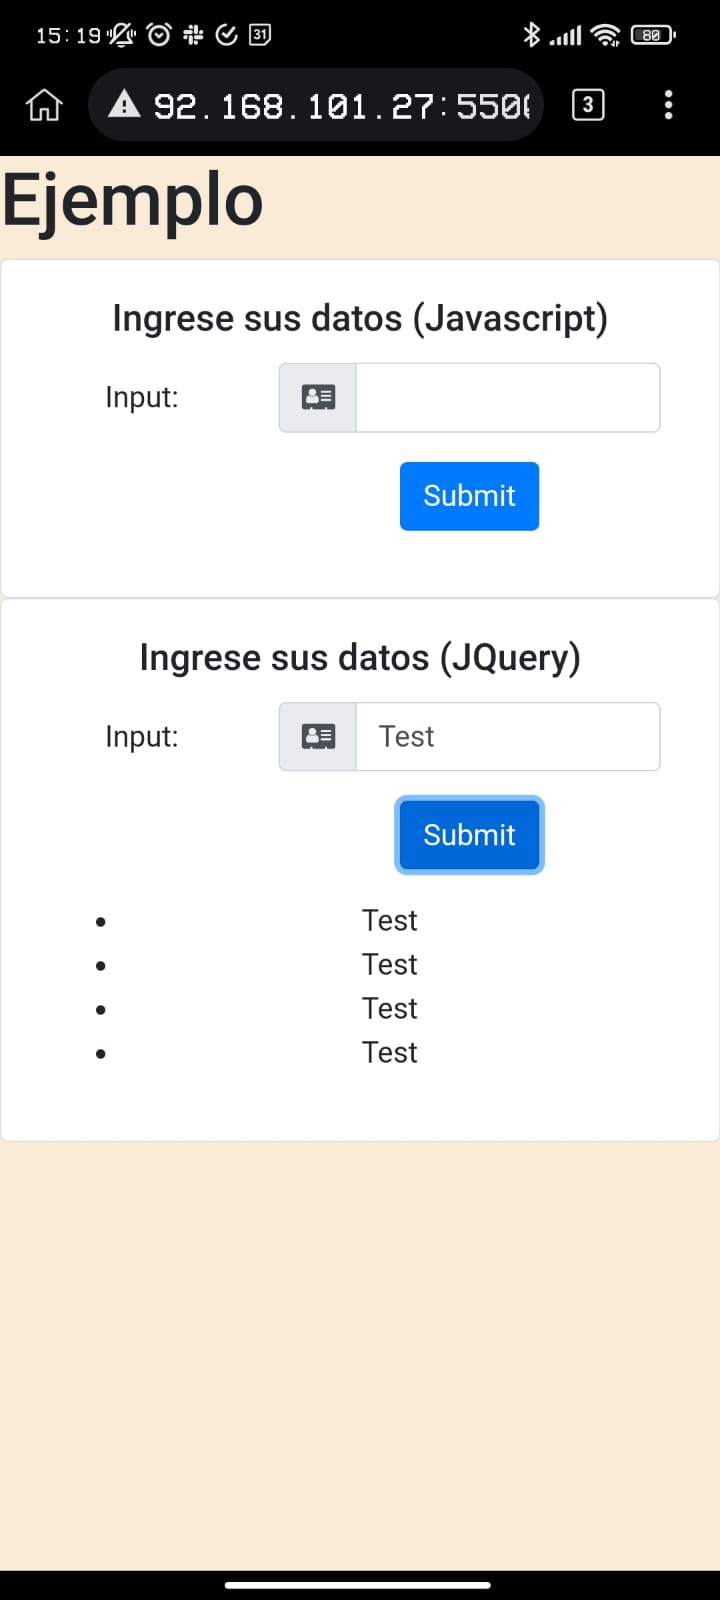 15:19
31
80
92.168.101.27:550
3
Ejemplo
Ingrese sus datos (Javascript)
Input:
Submit
Ingrese sus datos (JQuery)
Input: Test
Submit
• Test
• Test
• Test
• Test